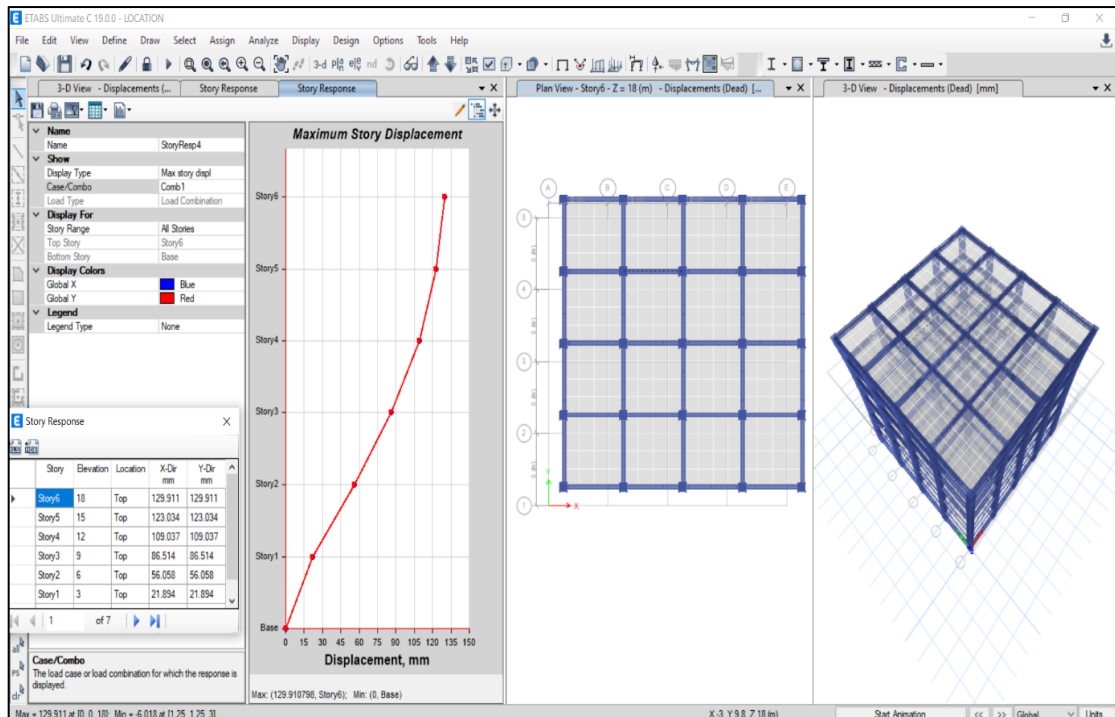 ETABS Ultimate C 19.0.0 - LOCATION
File Edit View Define Draw Select Assign Analyze Display Design Options Tools Help
3-d
3-D View - Displacements (... Story Response Story Response
Name
Name StoryResp4
Show
Display Type Max story displ
Case/Combo Comb1
Load Type Load Combination
Display For
Story Range All Stories
Top Story Story6
Bottom Story Base
Display Colors
Global X Blue
Global Y Red
Legend
Legend Type None
Story Response
Story Elevation Location X-Dir Y-Dir
mm mm
Story6 18 Top 129.911 129.911
Story5 15 Top 123.034 123.034
Story4 12 Top 109.037 109.037
Story3 9 Top 86.514 86.514
Story2 6 Top 56.058 56.058
Story1 3 Top 21.894 21.894
1 of 7
all
PS
clr
Case/Combo
The load case or load combination for which the response is
displayed.
Maximum Story Displacement
Story6
Story5
Story4
Story3
Story2
Story1
Base
0 15 30 45 60 75 90 105 120 135 150
Displacement, mm
Max: (129.910798, Story6); Min: (0, Base)
Plan View - Story6 - Z = 18 (m) - Displacements (Dead) [...
A B C D E
5
4
3
2
1
Y
X
3-D View - Displacements (Dead) [mm]
Max = 129.911 at [0, 0, 18]; Min = -6.018 at [1.25, 1.25, 3]
X -3 Y 9.8 Z 18 (m)
Start Animation << >> Global Units